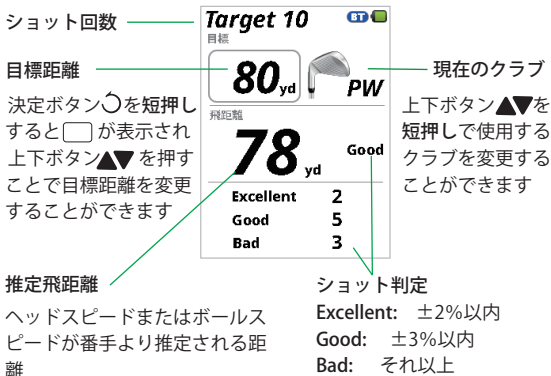 ショット回数
Target 10
BT
目標
目標距離
80yd
PW
現在のクラブ
決定ボタンを短押し
すると が表示され
上下ボタン▲▼を押す
ことで目標距離を変更
することができます
上下ボタン▲▼を
短押しで使用する
クラブを変更する
ことができます
飛距離
78yd
Good
Excellent 2
Good 5
Bad 3
推定飛距離
ヘッドスピードまたはボールス
ピードが番手より推定される距
離
ショット判定
Excellent: ±2%以内
Good: ±3%以内
Bad: それ以上